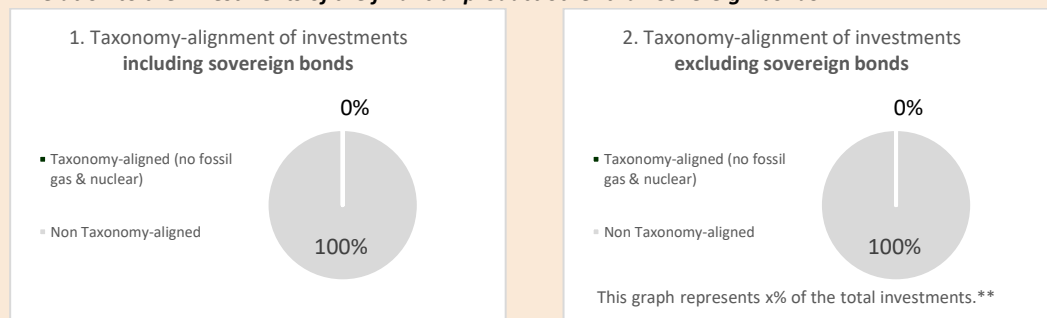 1. Taxonomy-alignment of investments
including sovereign bonds
0%
Taxonomy-aligned (no fossil
gas & nuclear)
Non Taxonomy-aligned
100%
2. Taxonomy-alignment of investments
excluding sovereign bonds
0%
Taxonomy-aligned (no fossil
gas & nuclear)
Non Taxonomy-aligned
100%
This graph represents x% of the total investments.**